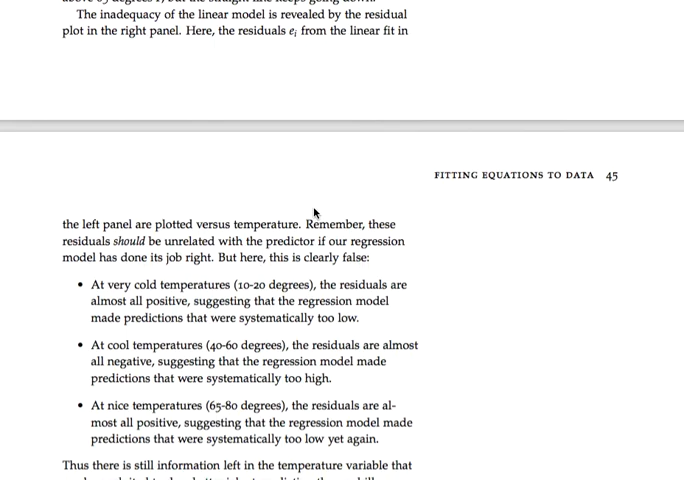 The inadequacy of the linear model is revealed by the residual
plot in the right panel. Here, the residuals ei from the linear fit in
FITTING EQUATIONS TO DATA 45
the left panel are plotted versus temperature. Remember, these
residuals should be unrelated with the predictor if our regression
model has done its job right. But here, this is clearly false:
• At very cold temperatures (10-20 degrees), the residuals are
almost all positive, suggesting that the regression model
made predictions that were systematically too low.
• At cool temperatures (40-60 degrees), the residuals are almost
all negative, suggesting that the regression model made
predictions that were systematically too high.
• At nice temperatures (65-80 degrees), the residuals are al-
most all positive, suggesting that the regression model made
predictions that were systematically too low yet again.
Thus there is still information left in the temperature variable that